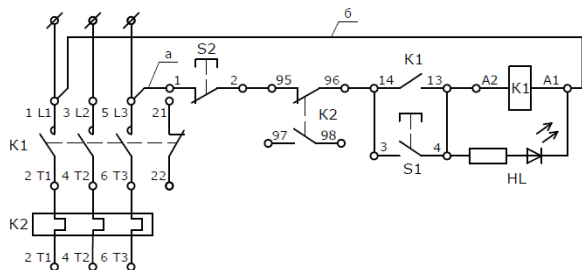 б
а
S2
K1
1
2
95
96
14
13
A2
K1
A1
1 L1
3 L2
5 L3
21
K2
97
98
K1
3
4
S1
HL
2 T1
4 T2
6 T3
22
K2
2 T1
4 T2
6 T3